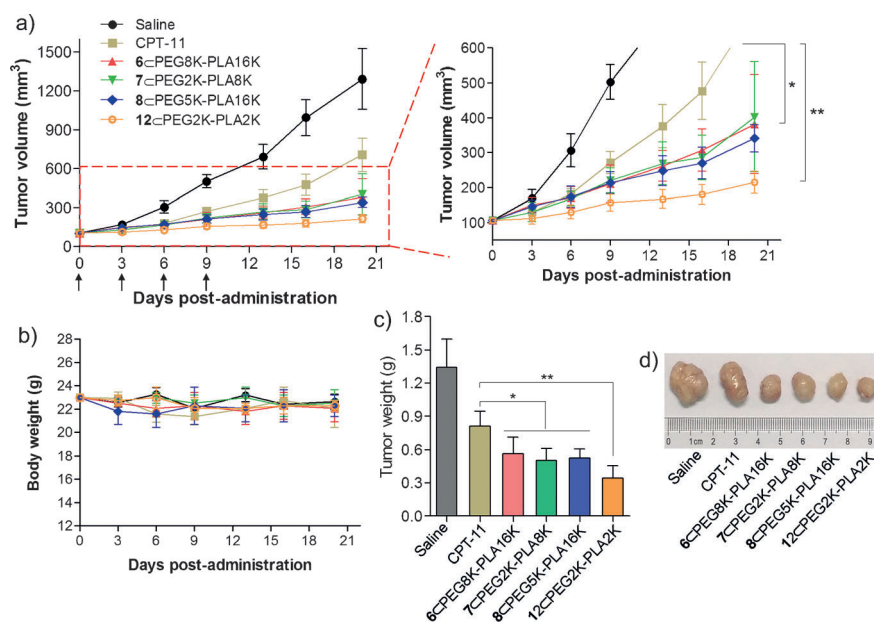 a)
Saline
CPT-11
6⊂PEG8K-PLA16K
7⊂PEG2K-PLA8K
8⊂PEG5K-PLA16K
12⊂PEG2K-PLA2K
Tumor volume (mm³)
1500
1200
900
600
300
0
0 3 6 9 12 15 18 21
Days post-administration
Tumor volume (mm³)
600
500
400
300
200
100
0 3 6 9 12 15 18 21
Days post-administration
*
**
b)
Body weight (g)
28
26
24
22
20
18
16
14
12
0 3 6 9 12 15 18 21
Days post-administration
c)
Tumor weight (g)
1.8
1.5
1.2
0.9
0.6
0.3
0.0
*
**
Saline
CPT-11
6⊂PEG8K-PLA16K
7⊂PEG2K-PLA8K
8⊂PEG5K-PLA16K
12⊂PEG2K-PLA2K
d)
0 1cm 2 3 4 5 6 7 8 9
Saline
CPT-11
6⊂PEG8K-PLA16K
7⊂PEG2K-PLA8K
8⊂PEG5K-PLA16K
12⊂PEG2K-PLA2K